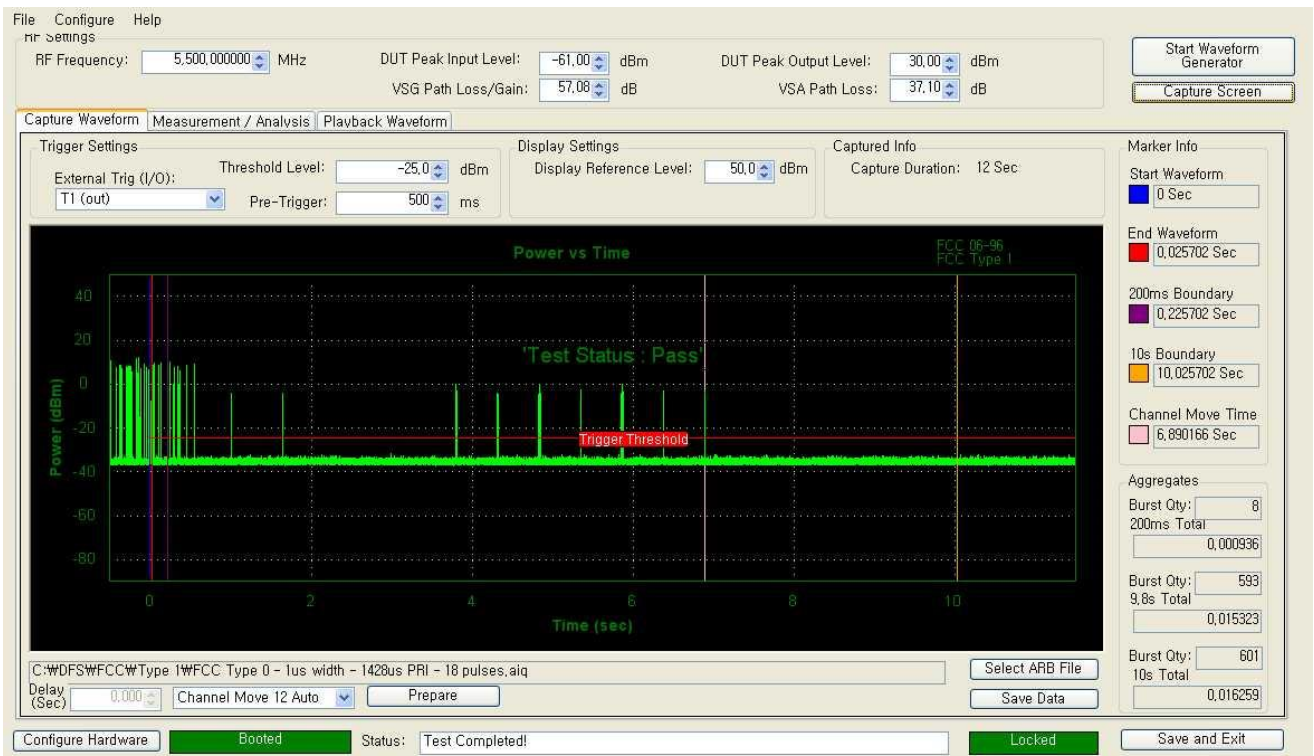 File Configure Help
RF Settings
RF Frequency: 5,500,000000 MHz
DUT Peak Input Level: -61,00 dBm
DUT Peak Output Level: 30,00 dBm
VSG Path Loss/Gain: 57,08 dB
VSA Path Loss: 37,10 dB
Start Waveform Generator
Capture Screen
Capture Waveform Measurement / Analysis Playback Waveform
Trigger Settings
External Trig (I/O):
T1 (out)
Threshold Level: -25,0 dBm
Pre-Trigger: 500 ms
Display Settings
Display Reference Level: 50,0 dBm
Captured Info
Capture Duration: 12 Sec
Power vs Time
FCC 06-96
FCC Type 1
'Test Status : Pass'
Trigger Threshold
Power (dBm)
40
20
0
-20
-40
-60
-80
0 2 4 6 8 10
Time (sec)
Marker Info
Start Waveform
0 Sec
End Waveform
0,025702 Sec
200ms Boundary
0,225702 Sec
10s Boundary
10,025702 Sec
Channel Move Time
6,890166 Sec
Aggregates
Burst Qty: 8
200ms Total
0,000936
Burst Qty: 593
9,8s Total
0,015323
Burst Qty: 601
10s Total
0,016259
C:₩DFS₩FCC₩Type 1₩FCC Type 0 - 1us width - 1428us PRI - 18 pulses,aiq
Select ARB File
Delay (Sec) 0,000
Channel Move 12 Auto
Prepare
Save Data
Configure Hardware
Booted
Status: Test Completed!
Locked
Save and Exit